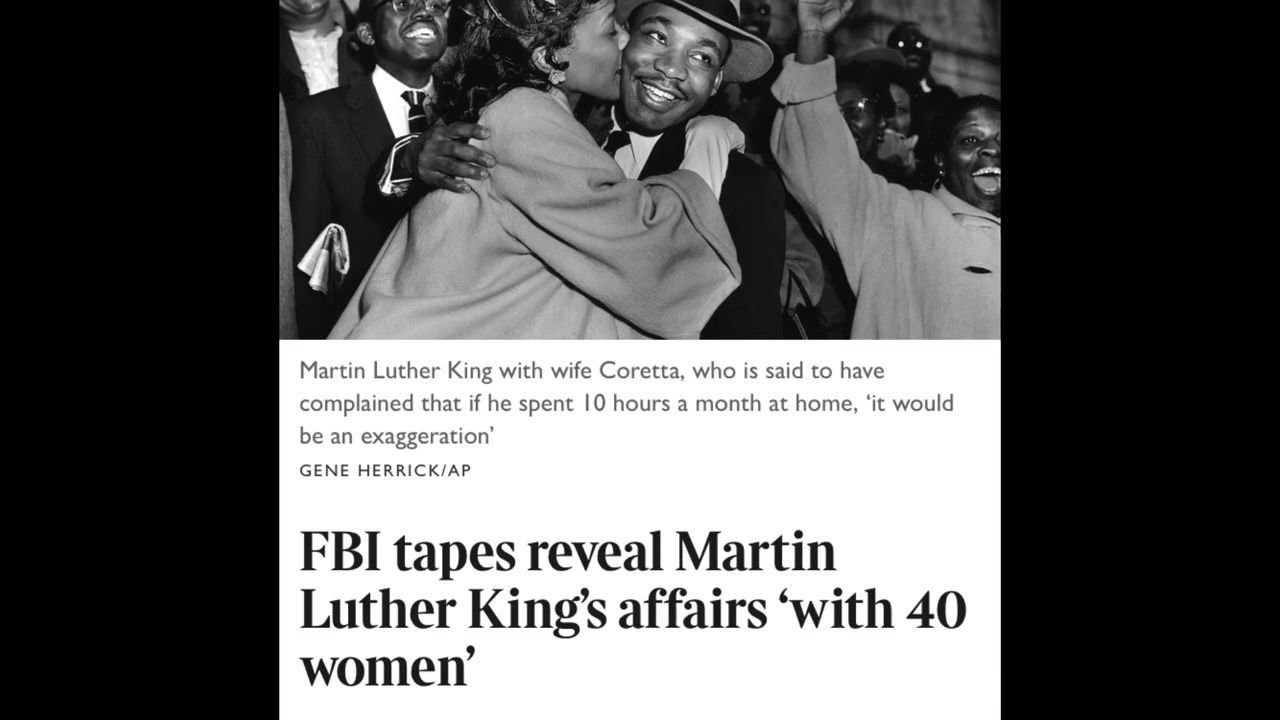 Martin Luther King with wife Coretta, who is said to have
complained that if he spent 10 hours a month at home, ‘it would
be an exaggeration’
GENE HERRICK/AP
FBI tapes reveal Martin
Luther King’s affairs ‘with 40
women’